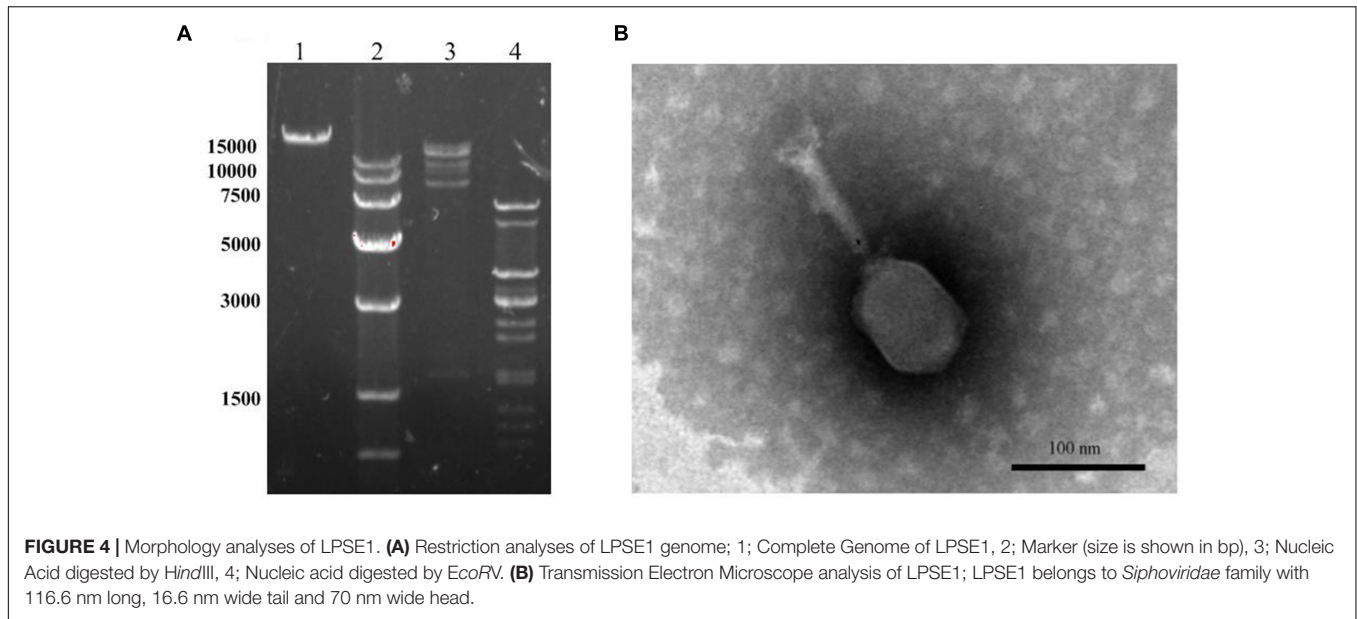 A
B
1 2 3 4
15000
10000
7500
5000
3000
1500
100 nm
FIGURE 4 | Morphology analyses of LPSE1. (A) Restriction analyses of LPSE1 genome; 1; Complete Genome of LPSE1, 2; Marker (size is shown in bp), 3; Nucleic
Acid digested by HindIII, 4; Nucleic acid digested by EcoRV. (B) Transmission Electron Microscope analysis of LPSE1; LPSE1 belongs to Siphoviridae family with
116.6 nm long, 16.6 nm wide tail and 70 nm wide head.